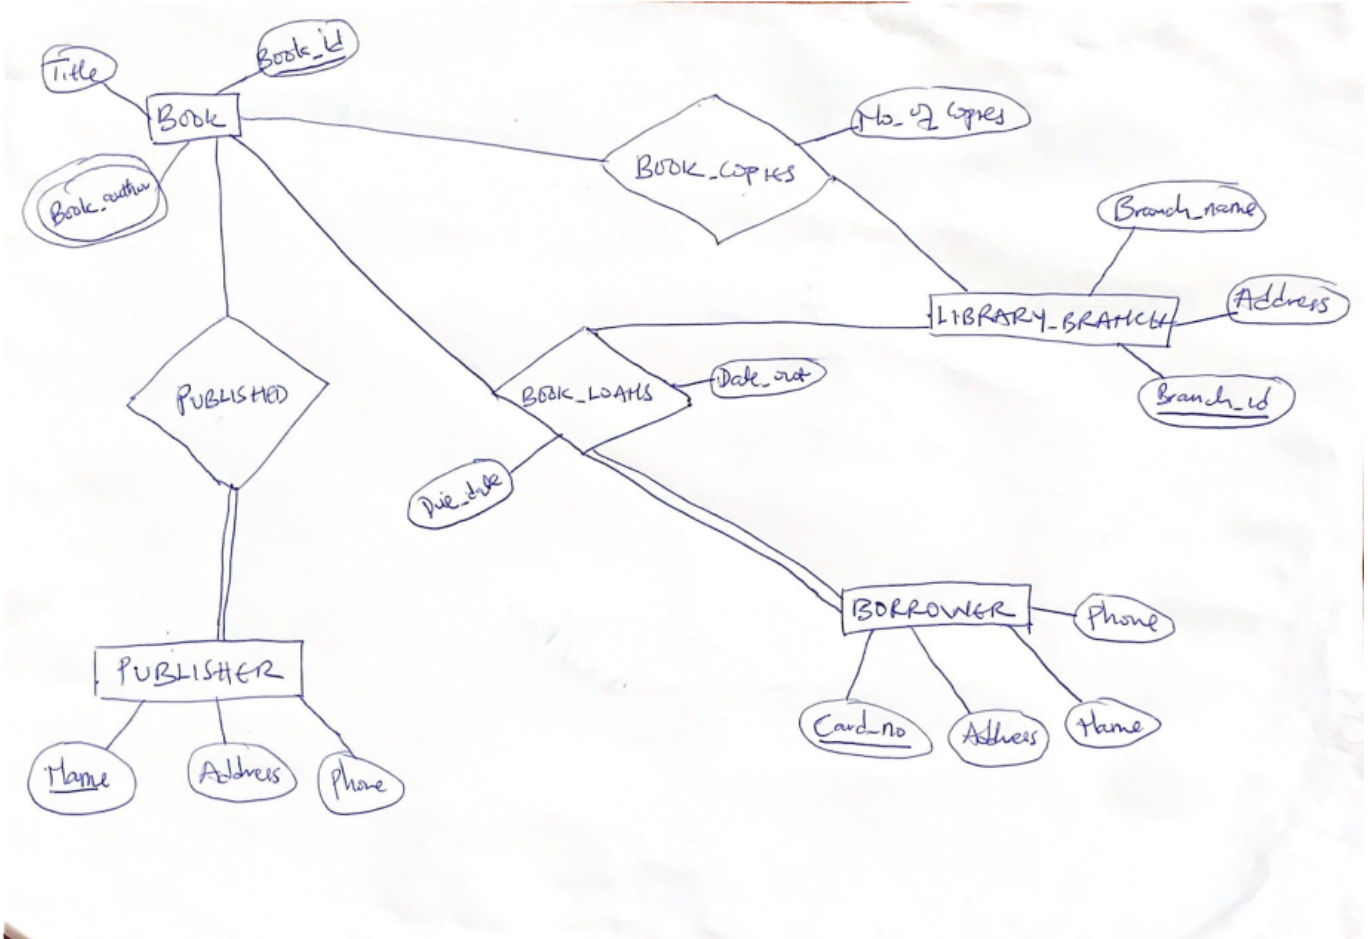 Title
Book_id
BOOK
Book_author
BOOK_COPIES
No_of_Copies
Branch_name
LIBRARY_BRANCH
Address
Branch_id
PUBLISHED
BOOK_LOANS
Date_out
Due_date
BORROWER
Phone
Card_no
Address
Name
PUBLISHER
Name
Address
Phone